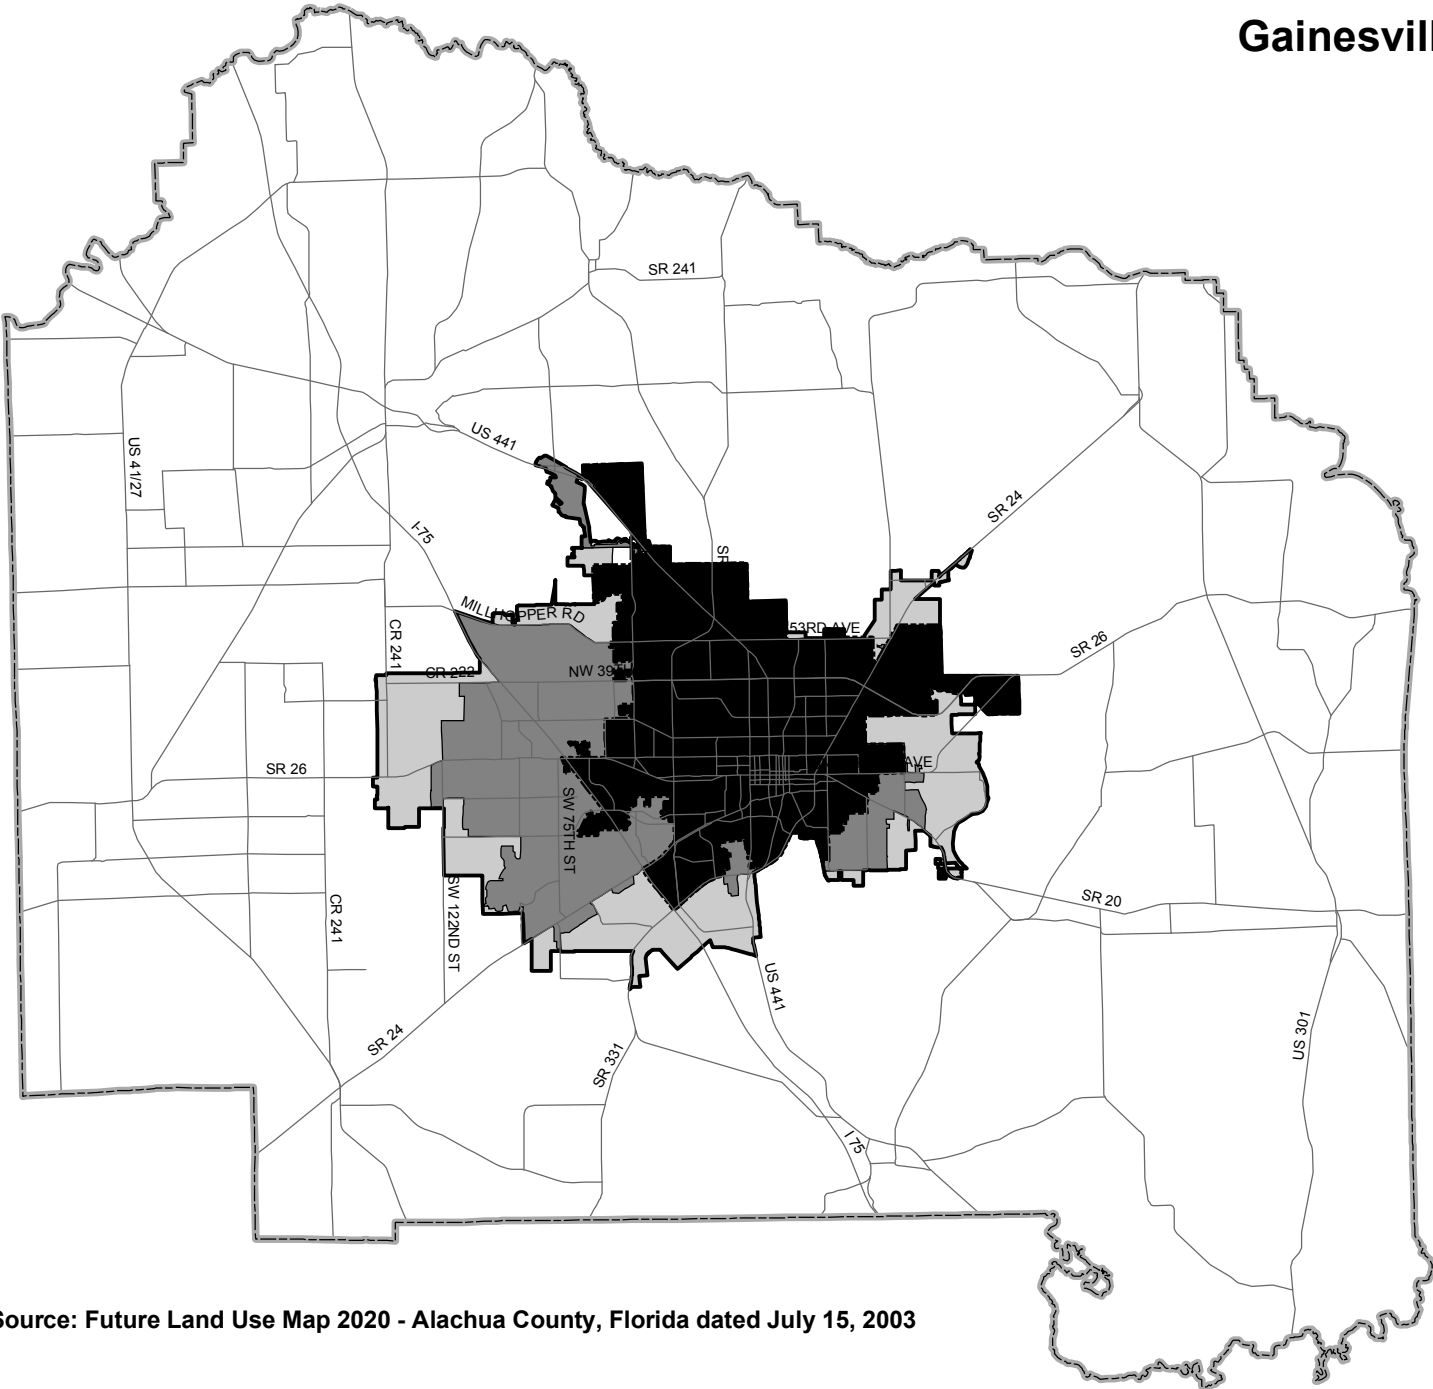 Gainesvill
SR 241
US 441
US 41/27
SR 24
I-75
SR
MILLHOPPER RD
53RD AVE
CR 241
SR 26
CR 222
NW 39
SR 26
AVE
SW 75TH ST
SW 122ND ST
CR 241
SR 20
US 441
SR 24
SR 331
US 301
I 75
Source: Future Land Use Map 2020 - Alachua County, Florida dated July 15, 2003